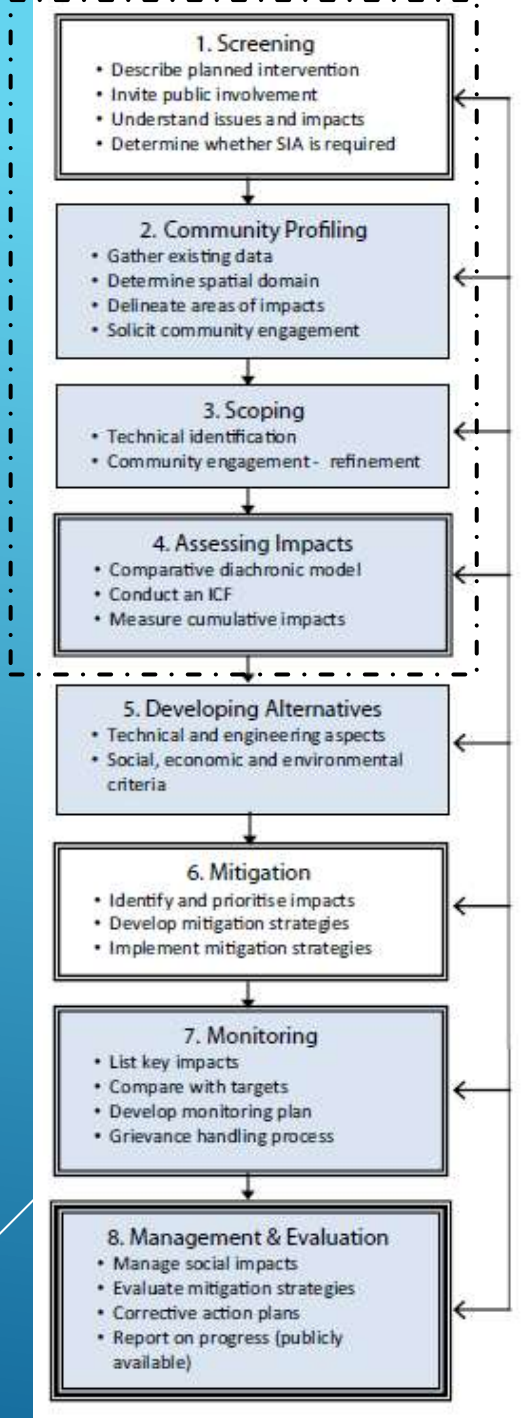 1. Screening
• Describe planned intervention
• Invite public involvement
• Understand issues and impacts
• Determine whether SIA is required
2. Community Profiling
• Gather existing data
• Determine spatial domain
• Delineate areas of impacts
• Solicit community engagement
3. Scoping
• Technical identification
• Community engagement - refinement
4. Assessing Impacts
• Comparative diachronic model
• Conduct an ICF
• Measure cumulative impacts
5. Developing Alternatives
• Technical and engineering aspects
• Social, economic and environmental
criteria
6. Mitigation
• Identify and prioritise impacts
• Develop mitigation strategies
• Implement mitigation strategies
7. Monitoring
• List key impacts
• Compare with targets
• Develop monitoring plan
• Grievance handling process
8. Management & Evaluation
• Manage social impacts
• Evaluate mitigation strategies
• Corrective action plans
• Report on progress (publicly
available)